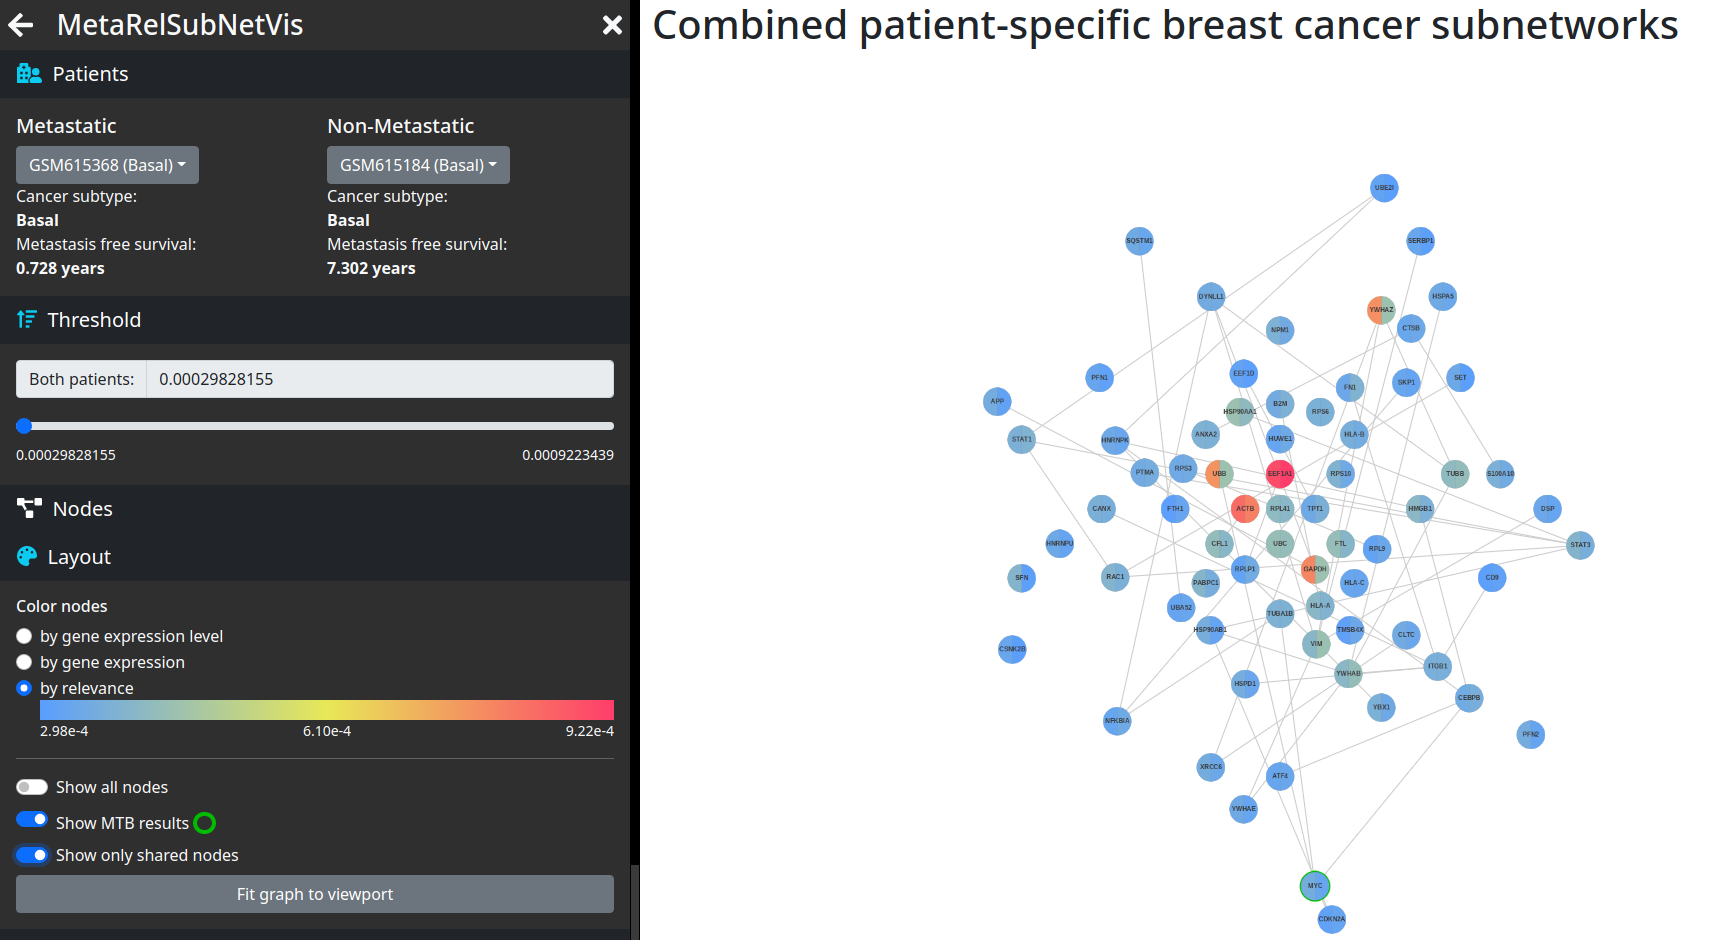 MetaRelSubNetVis
Patients
Metastatic
Non-Metastatic
GSM615368 (Basal)
GSM615184 (Basal)
Cancer subtype:
Cancer subtype:
Basal
Basal
Metastasis free survival:
Metastasis free survival:
0.728 years
7.302 years
Threshold
Both patients:
0.00029828155
0.00029828155
0.0009223439
Nodes
Layout
Color nodes
by gene expression level
by gene expression
by relevance
2.98e-4
6.10e-4
9.22e-4
Show all nodes
Show MTB results
Show only shared nodes
Fit graph to viewport
Combined patient-specific breast cancer subnetworks
UBE2I
SQSTM1
SERBP1
DYNLL1
HSPA5
YWHAZ
NPM1
CTSB
PFN1
EEF1D
FN1
SKP1
SET
APP
HSP90AA1
B2M
RPS6
STAT1
HNRNPK
ANXA2
HUWE1
HLA-B
PTMA
RPS3
UBB
EEF1A1
RPS10
TUBB
S100A10
CANX
FTH1
ACTB
RPL41
TPT1
HMGB1
DSP
HNRNPU
CFL1
UBC
FTL
RPL9
STAT3
SFN
RAC1
PABPC1
RPLP1
GAPDH
HLA-C
CD9
UBA52
TUBA1B
HLA-A
HSP90AB1
TMSB4X
CLTC
CSNK2B
VIM
ITGB1
HSPD1
YWHAB
CEBPB
NFKBIA
YBX1
PFN2
XRCC6
ATF4
YWHAE
MYC
CDKN2A